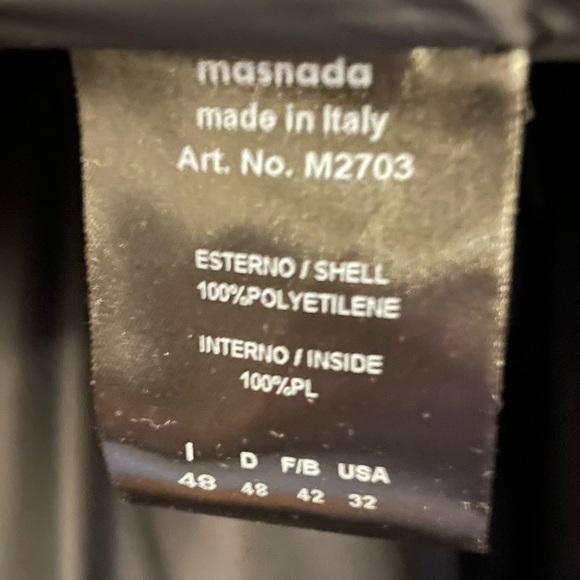 masnada
made in Italy
Art. No. M2703
ESTERNO / SHELL
100%POLYETILENE
INTERNO / INSIDE
100%PL
I D F/B USA
48 48 42 32